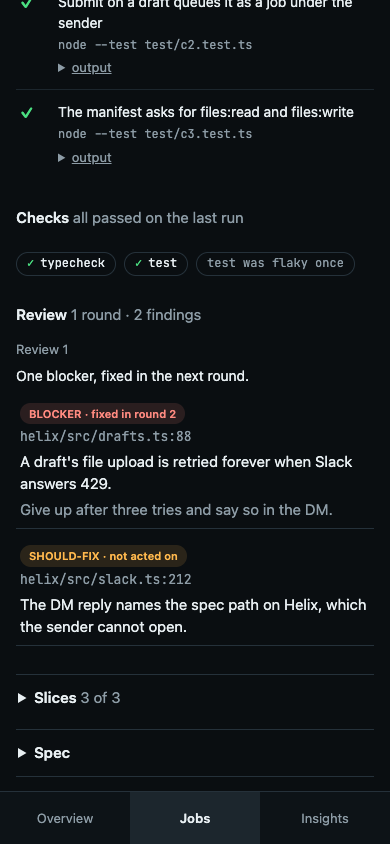 Submit on a draft queues it as a job under the
sender
node --test test/c2.test.ts
▶ output
✓ The manifest asks for files:read and files:write
node --test test/c3.test.ts
▶ output
Checks all passed on the last run
✓ typecheck ✓ test test was flaky once
Review 1 round · 2 findings
Review 1
One blocker, fixed in the next round.
BLOCKER · fixed in round 2
helix/src/drafts.ts:88
A draft's file upload is retried forever when Slack
answers 429.
Give up after three tries and say so in the DM.
SHOULD-FIX · not acted on
helix/src/slack.ts:212
The DM reply names the spec path on Helix, which
the sender cannot open.
▶ Slices 3 of 3
▶ Spec
Overview Jobs Insights